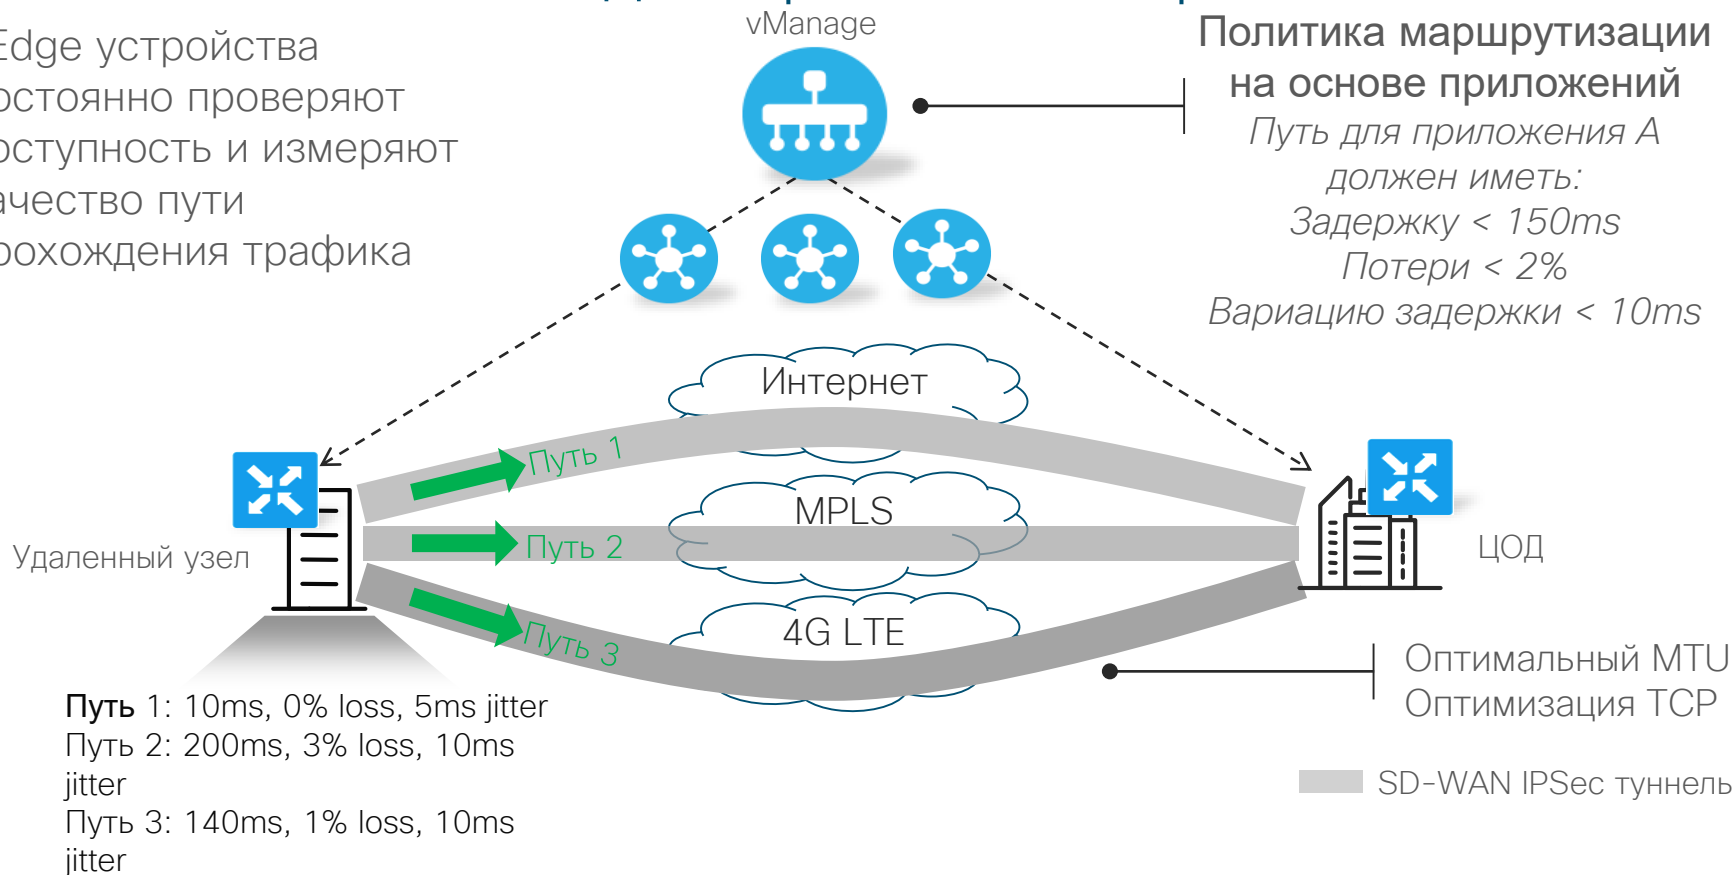 vManage
Edge устройства
остоянно проверяют
оступность и измеряют
ачество пути
рохождения трафика
Политика маршрутизации
на основе приложений
Путь для приложения А
должен иметь:
Задержку < 150ms
Потери < 2%
Вариацию задержки < 10ms
Интернет
Путь 1
MPLS
Путь 2
Удаленный узел
ЦОД
4G LTE
Путь 3
Оптимальный MTU
Оптимизация TCP
Путь 1: 10ms, 0% loss, 5ms jitter
Путь 2: 200ms, 3% loss, 10ms
jitter
Путь 3: 140ms, 1% loss, 10ms
jitter
SD-WAN IPSec туннель